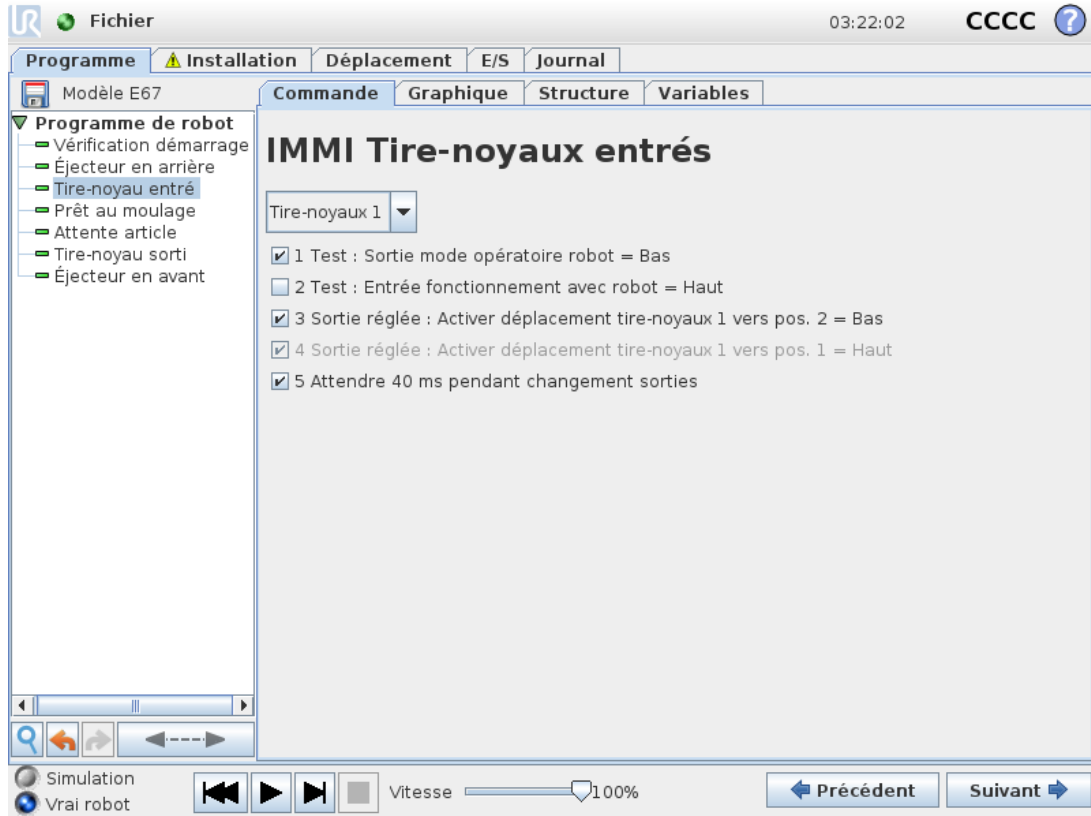 UR Fichier 03:22:02 CCCC ?
Programme Installation Déplacement E/S Journal
Modèle E67
Commande Graphique Structure Variables
Programme de robot
Vérification démarrage
Éjecteur en arrière
Tire-noyau entré
Prêt au moulage
Attente article
Tire-noyau sorti
Éjecteur en avant
IMMI Tire-noyaux entrés
Tire-noyaux 1
1 Test : Sortie mode opératoire robot = Bas
2 Test : Entrée fonctionnement avec robot = Haut
3 Sortie réglée : Activer déplacement tire-noyaux 1 vers pos. 2 = Bas
4 Sortie réglée : Activer déplacement tire-noyaux 1 vers pos. 1 = Haut
5 Attendre 40 ms pendant changement sorties
Simulation
Vrai robot
Vitesse 100%
Précédent Suivant